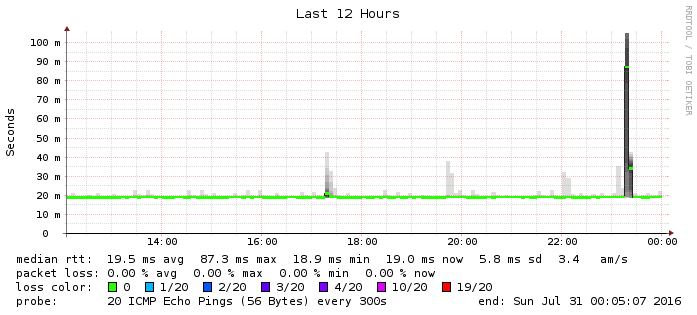 Last 12 Hours
RRDTOOL / TOBI OETIKER
Seconds
100 m
90 m
80 m
70 m
60 m
50 m
40 m
30 m
20 m
10 m
0
14:00 16:00 18:00 20:00 22:00 00:00
median rtt: 19.5 ms avg 87.3 ms max 18.9 ms min 19.0 ms now 5.8 ms sd 3.4 am/s
packet loss: 0.00 % avg 0.00 % max 0.00 % min 0.00 % now
loss color: 0 1/20 2/20 3/20 4/20 10/20 19/20
probe: 20 ICMP Echo Pings (56 Bytes) every 300s end: Sun Jul 31 00:05:07 2016